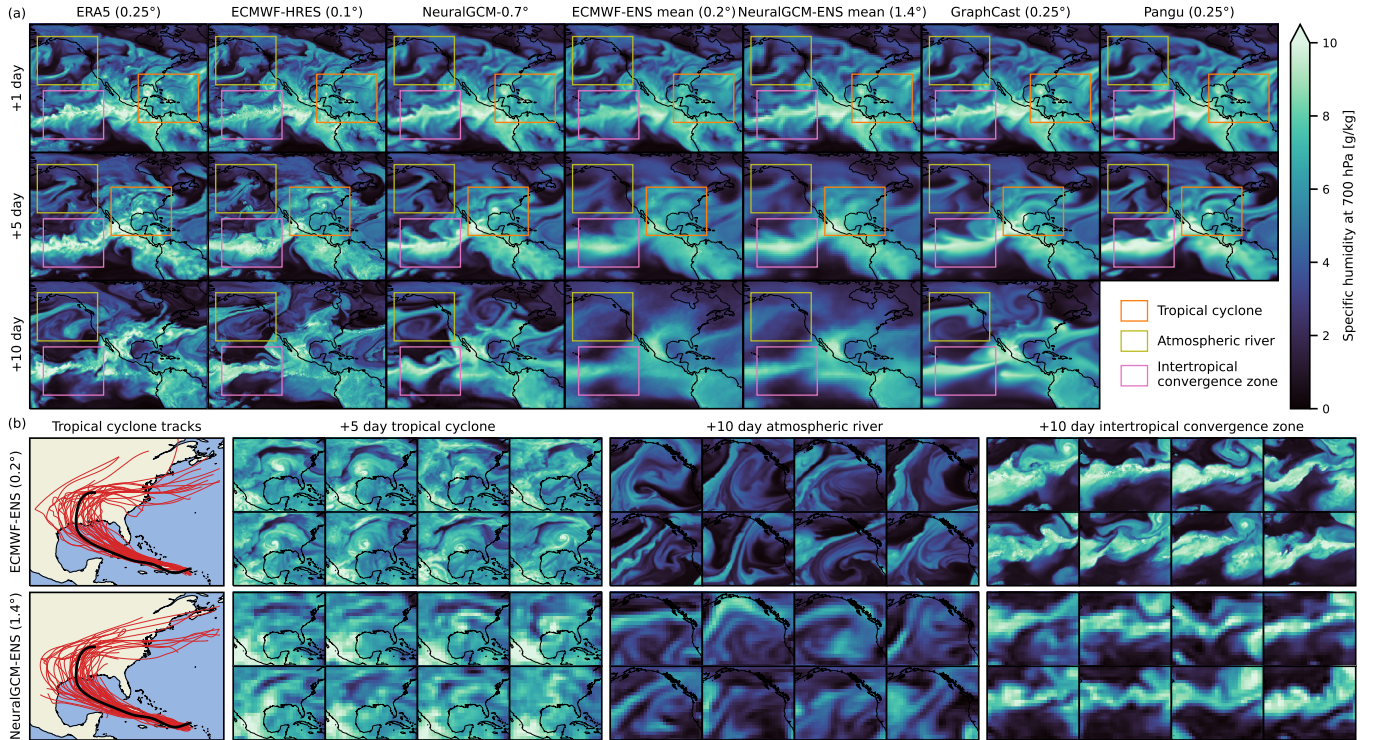 (a)
ERA5 (0.25°)
ECMWF-HRES (0.1°)
NeuralGCM-0.7°
ECMWF-ENS mean (0.2°)
NeuralGCM-ENS mean (1.4°)
GraphCast (0.25°)
Pangu (0.25°)
+1 day
+5 day
+10 day
Tropical cyclone
Atmospheric river
Intertropical
convergence zone
10
8
6
4
2
0
Specific humidity at 700 hPa [g/kg]
(b)
Tropical cyclone tracks
+5 day tropical cyclone
+10 day atmospheric river
+10 day intertropical convergence zone
ECMWF-ENS (0.2°)
NeuralGCM-ENS (1.4°)